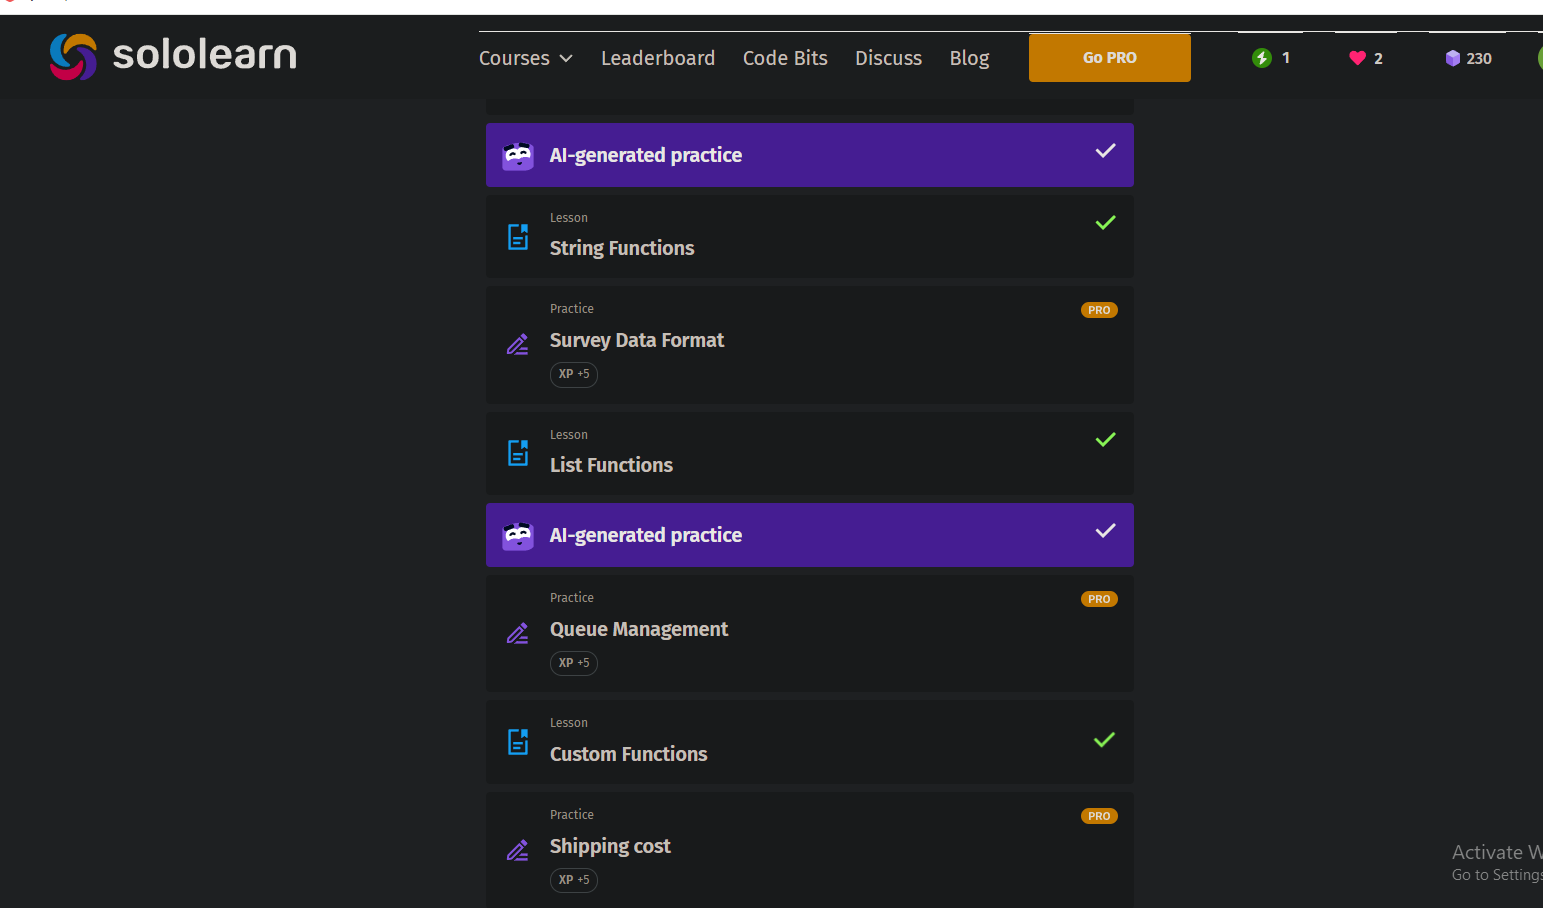 sololearn
Courses Leaderboard Code Bits Discuss Blog Go PRO 1 2 230
AI-generated practice
Lesson
String Functions
Practice
PRO
Survey Data Format
XP +5
Lesson
List Functions
AI-generated practice
Practice
PRO
Queue Management
XP +5
Lesson
Custom Functions
Practice
PRO
Shipping cost
XP +5
Activate W
Go to Settings